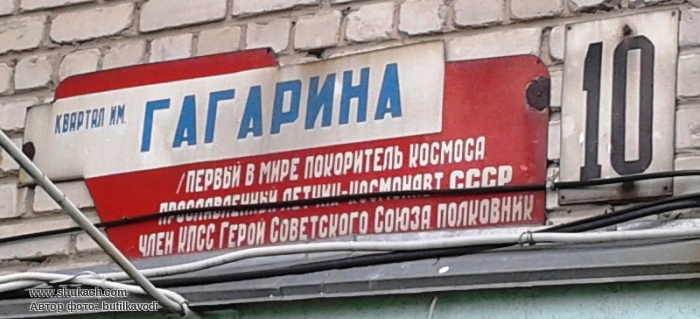 КВАРТАЛ ИМ. ГАГАРИНА
/ПЕРВЫЙ В МИРЕ ПОКОРИТЕЛЬ КОСМОСА
ПРОСЛАВЛЕННЫЙ ЛЕТЧИК-КОСМОНАВТ СССР
ЧЛЕН КПСС ГЕРОЙ СОВЕТСКОГО СОЮЗА ПОЛКОВНИК
10
www.shukach.com
Автор фото: butilkavodi